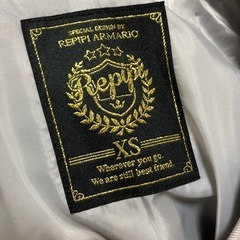 SPECIAL DESIGN BY
REPIPI ARMARIO
Repipi
XS
Wherever you go.
We are still best friend.